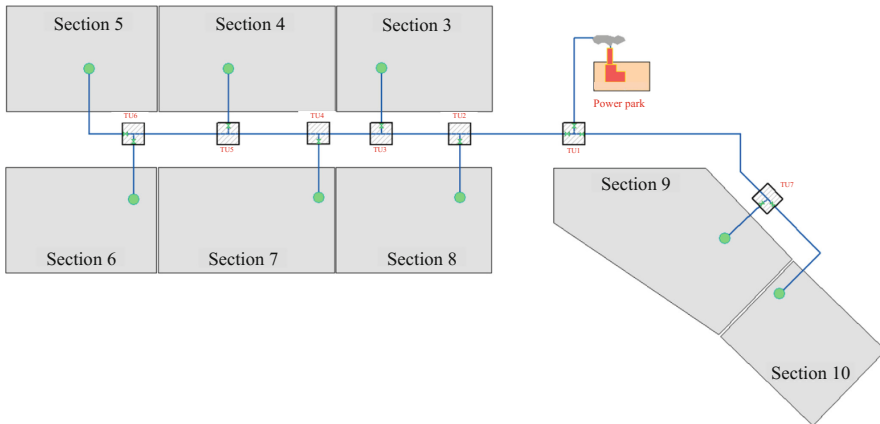 Section 5
Section 4
Section 3
Power park
TU6
TU4
TU2
TU5
TU3
TU1
Section 9
TU7
Section 6
Section 7
Section 8
Section 10